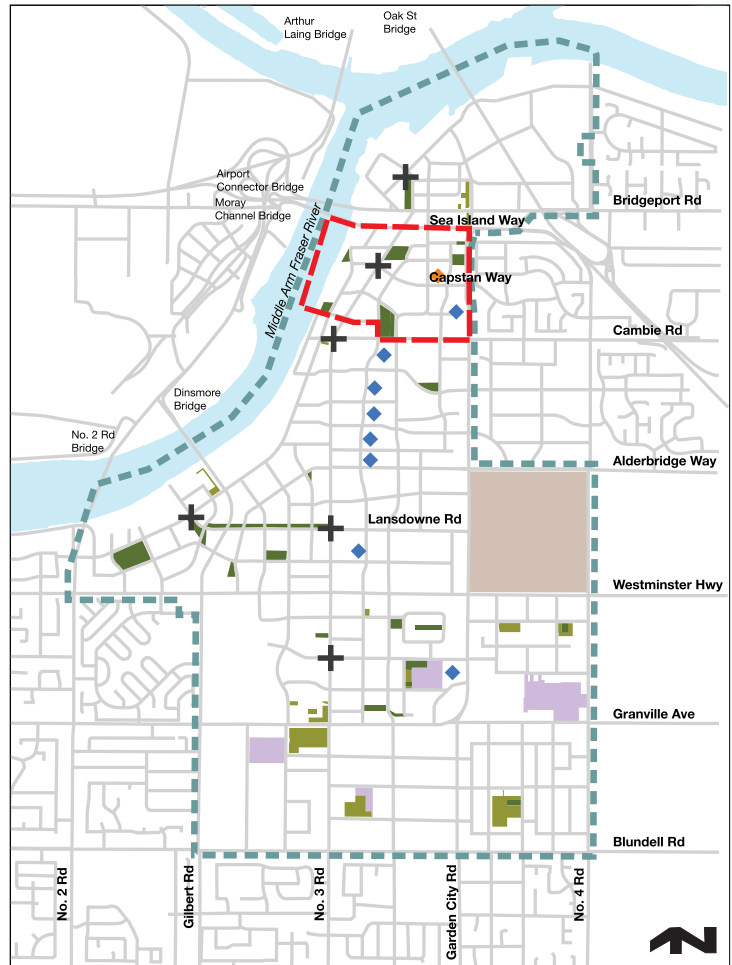 Arthur
Laing Bridge
Oak St
Bridge
Airport
Connector Bridge
Moray
Channel Bridge
Bridgeport Rd
Sea Island Way
Middle Arm Fraser River
Capstan Way
Cambie Rd
Dinsmore
Bridge
No. 2 Rd
Bridge
Alderbridge Way
Lansdowne Rd
Westminster Hwy
Granville Ave
Blundell Rd
No. 2 Rd
Gilbert Rd
No. 3 Rd
Garden City Rd
No. 4 Rd
N